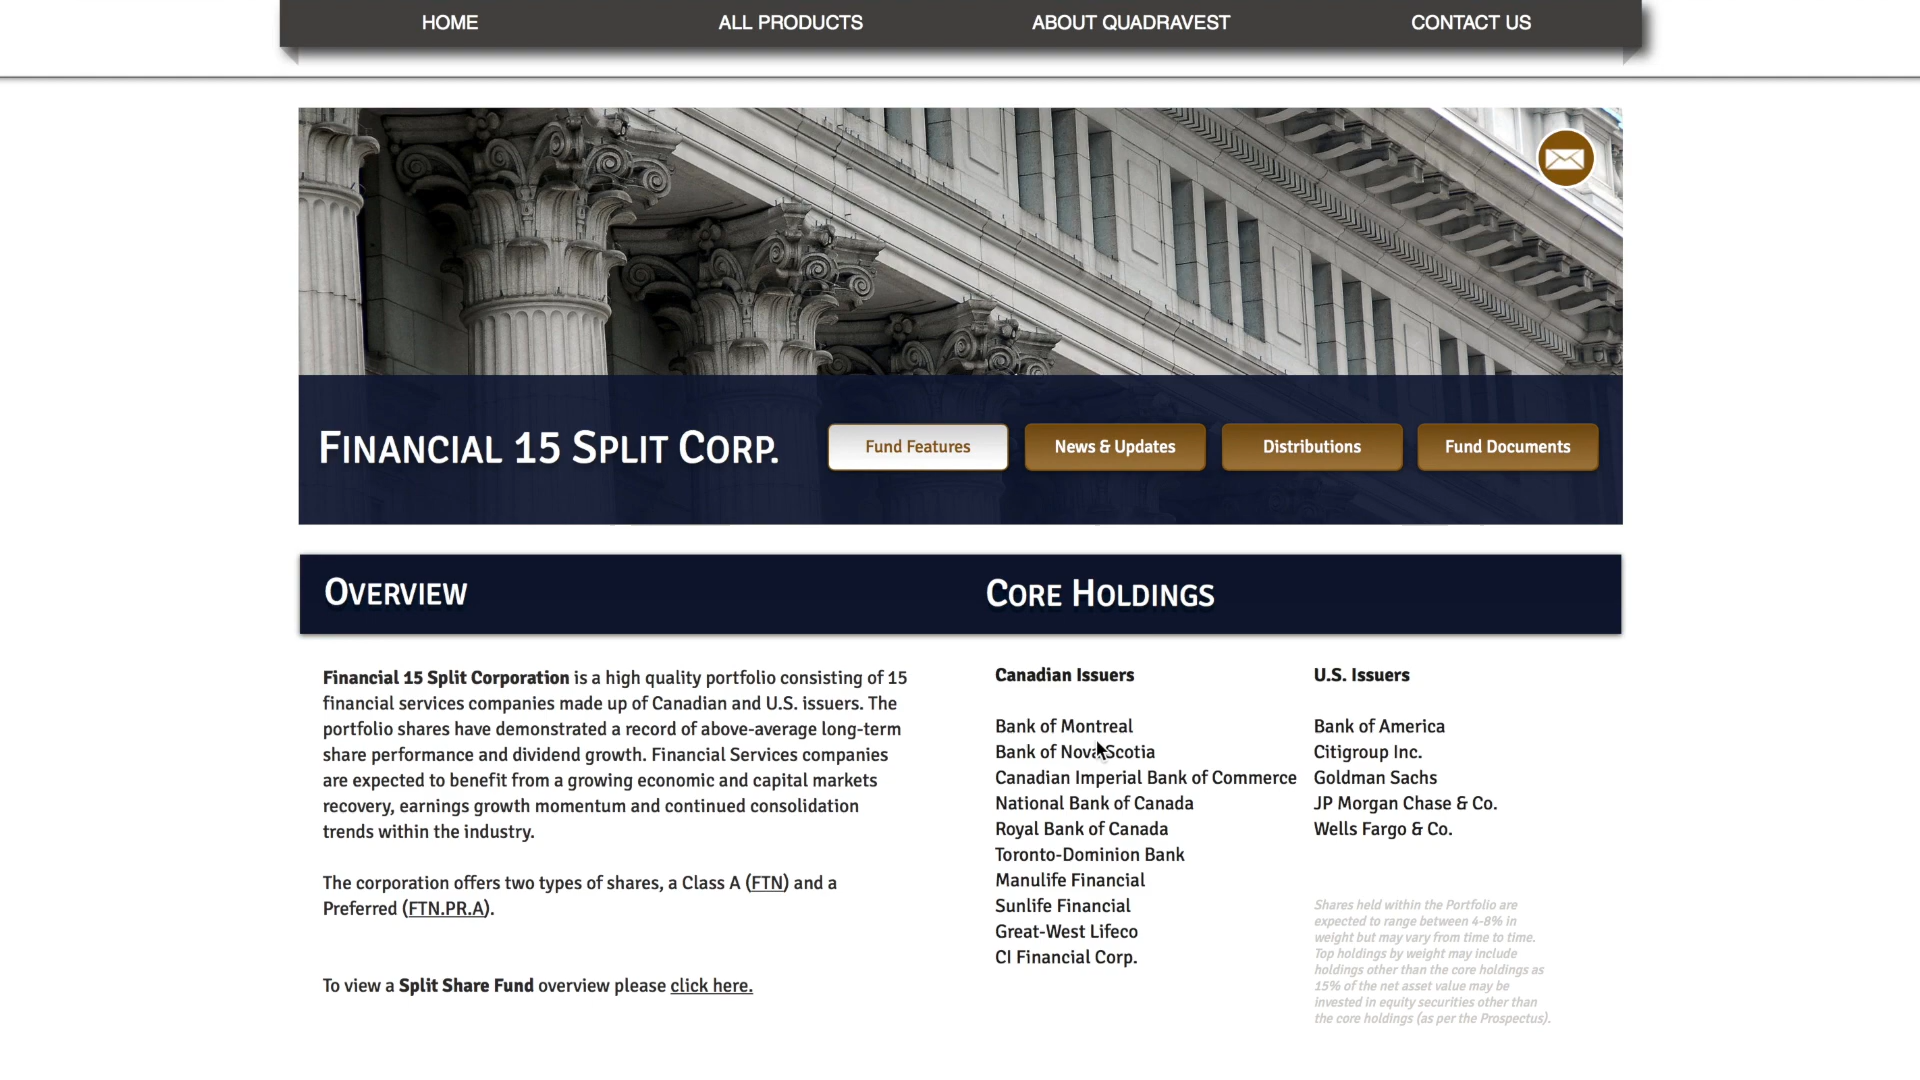 HOME ALL PRODUCTS ABOUT QUADRAVEST CONTACT US
FINANCIAL 15 SPLIT CORP.
Fund Features News & Updates Distributions Fund Documents
OVERVIEW
Financial 15 Split Corporation is a high quality portfolio consisting of 15
financial services companies made up of Canadian and U.S. issuers. The
portfolio shares have demonstrated a record of above-average long-term
share performance and dividend growth. Financial Services companies
are expected to benefit from a growing economic and capital markets
recovery, earnings growth momentum and continued consolidation
trends within the industry.
The corporation offers two types of shares, a Class A (FTN) and a
Preferred (FTN.PR.A).
To view a Split Share Fund overview please click here.
CORE HOLDINGS
Canadian Issuers
Bank of Montreal
Bank of Nova Scotia
Canadian Imperial Bank of Commerce
National Bank of Canada
Royal Bank of Canada
Toronto-Dominion Bank
Manulife Financial
Sunlife Financial
Great-West Lifeco
CI Financial Corp.
U.S. Issuers
Bank of America
Citigroup Inc.
Goldman Sachs
JP Morgan Chase & Co.
Wells Fargo & Co.
Shares held within the Portfolio are
expected to range between 4-8% in
weight but may vary from time to time.
Top holdings by weight may include
holdings other than the core holdings as
15% of the net asset value may be
invested in equity securities other than
the core holdings (as per the Prospectus).